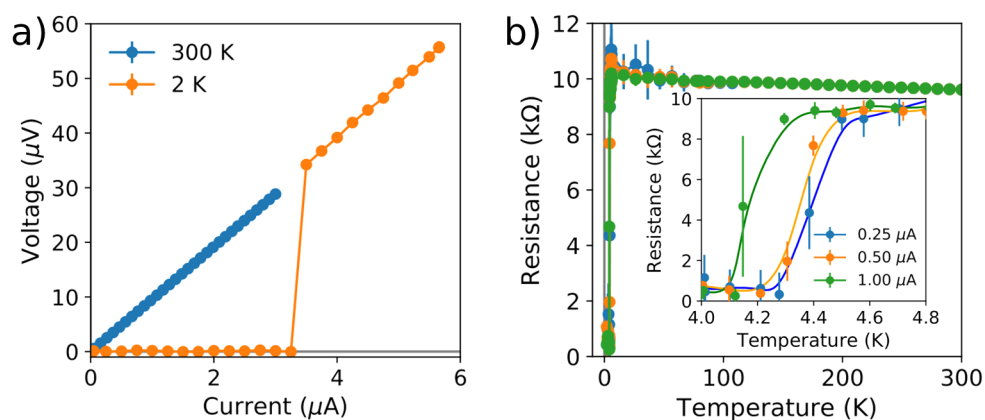 a)
60
50
40
30
20
10
0
Voltage (μV)
300 K
2 K
0
2
4
6
Current (μA)
b)
12
10
8
6
4
2
0
Resistance (kΩ)
0
100
200
300
Temperature (K)
10
8
6
4
2
0
Resistance (kΩ)
0.25 μA
0.50 μA
1.00 μA
4.0
4.2
4.4
4.6
4.8
Temperature (K)